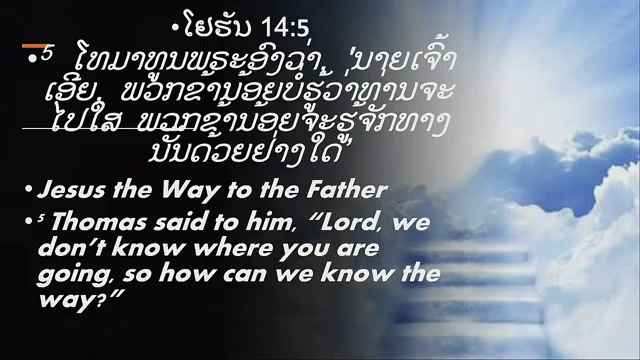 •ໂຢຮັນ 14:5
•5 ໂທມາທູນພຣະອົງວ່າ, 'ນາຍເຈົ້າ
ເອີຍ, ພວກຂ້ານ້ອຍບໍ່ຮູ້ວ່າທ່ານຈະ
ໄປໃສ ພວກຂ້ານ້ອຍຈະຮູ້ຈັກທາງ
ນັ້ນດ້ວຍຢ່າງໃດ'
• Jesus the Way to the Father
• 5 Thomas said to him, “Lord, we
don’t know where you are
going, so how can we know the
way?”